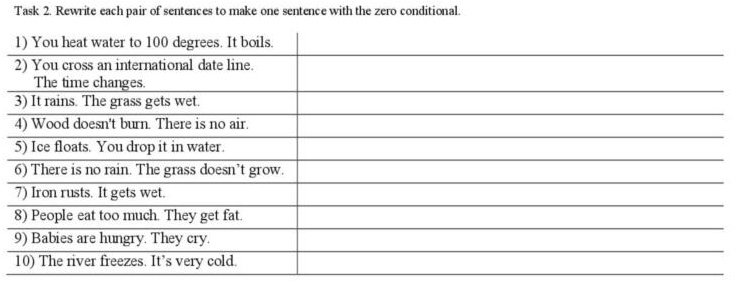 Task 2. Rewrite each pair of sentences to make one sentence with the zero conditional.
1) You heat water to 100 degrees. It boils.
2) You cross an international date line.
The time changes.
3) It rains. The grass gets wet.
4) Wood doesn't burn. There is no air.
5) Ice floats. You drop it in water.
6) There is no rain. The grass doesn't grow.
7) Iron rusts. It gets wet.
8) People eat too much. They get fat.
9) Babies are hungry. They cry.
10) The river freezes. It's very cold.